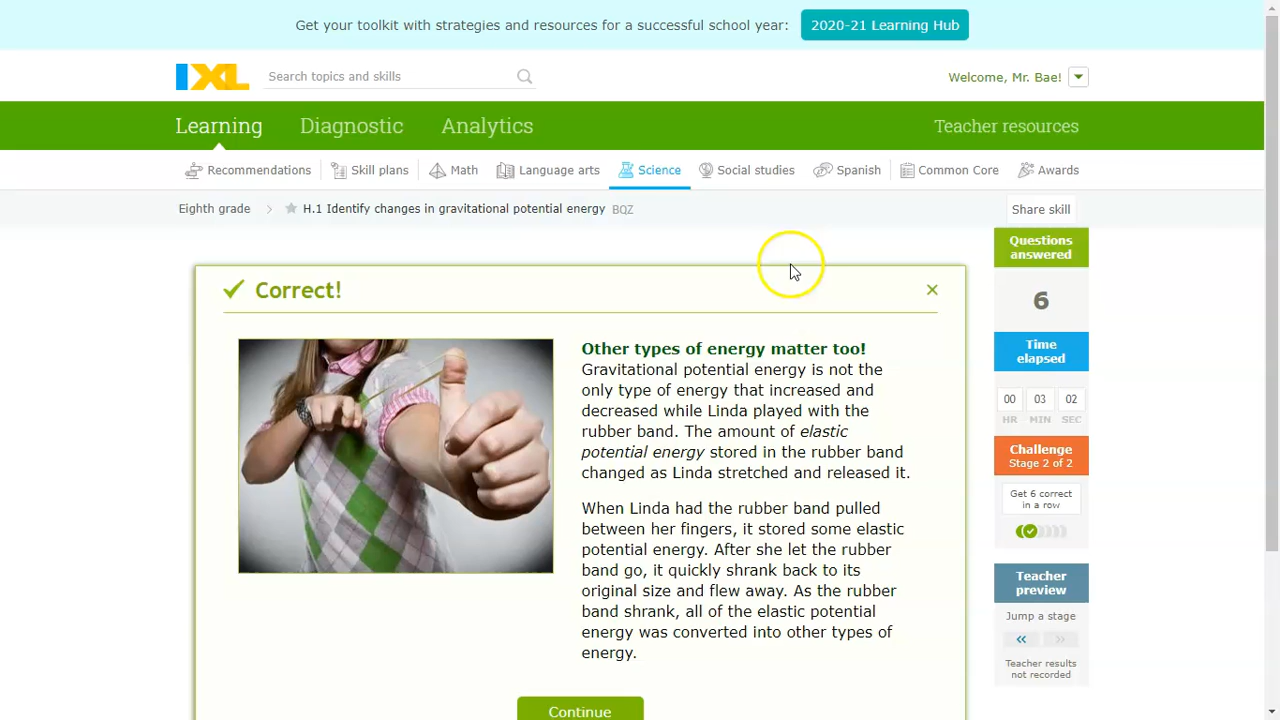 Get your toolkit with strategies and resources for a successful school year: 2020-21 Learning Hub
IXL Search topics and skills Welcome, Mr. Bae!
Learning Diagnostic Analytics Teacher resources
Recommendations Skill plans Math Language arts Science Social studies Spanish Common Core Awards
Eighth grade H.1 Identify changes in gravitational potential energy BQZ Share skill
Correct!
Other types of energy matter too!
Gravitational potential energy is not the
only type of energy that increased and
decreased while Linda played with the
rubber band. The amount of elastic
potential energy stored in the rubber band
changed as Linda stretched and released it.
When Linda had the rubber band pulled
between her fingers, it stored some elastic
potential energy. After she let the rubber
band go, it quickly shrank back to its
original size and flew away. As the rubber
band shrank, all of the elastic potential
energy was converted into other types of
energy.
Continue
Questions
answered
6
Time
elapsed
00 03 02
HR MIN SEC
Challenge
Stage 2 of 2
Get 6 correct
in a row
Teacher
preview
Jump a stage
Teacher results
not recorded